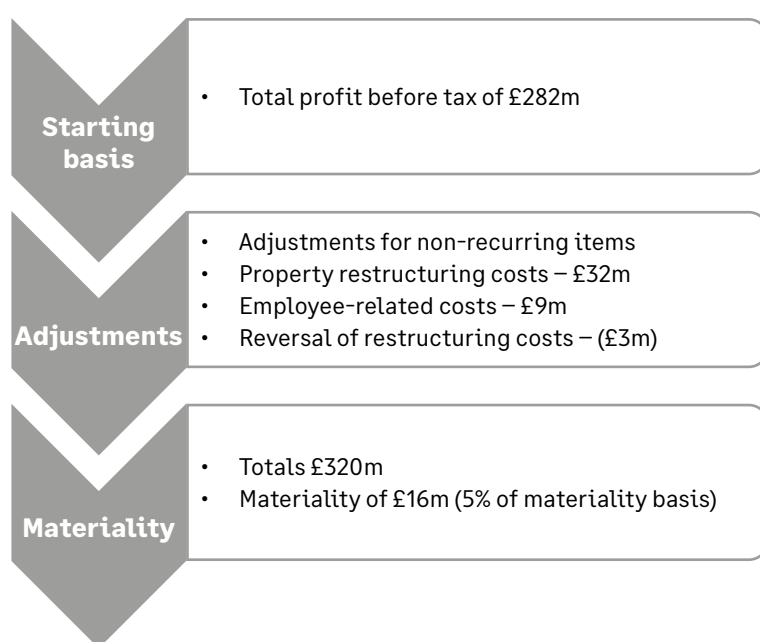 Starting
basis
• Total profit before tax of £282m
Adjustments
• Adjustments for non-recurring items
• Property restructuring costs – £32m
• Employee-related costs – £9m
• Reversal of restructuring costs – (£3m)
Materiality
• Totals £320m
• Materiality of £16m (5% of materiality basis)